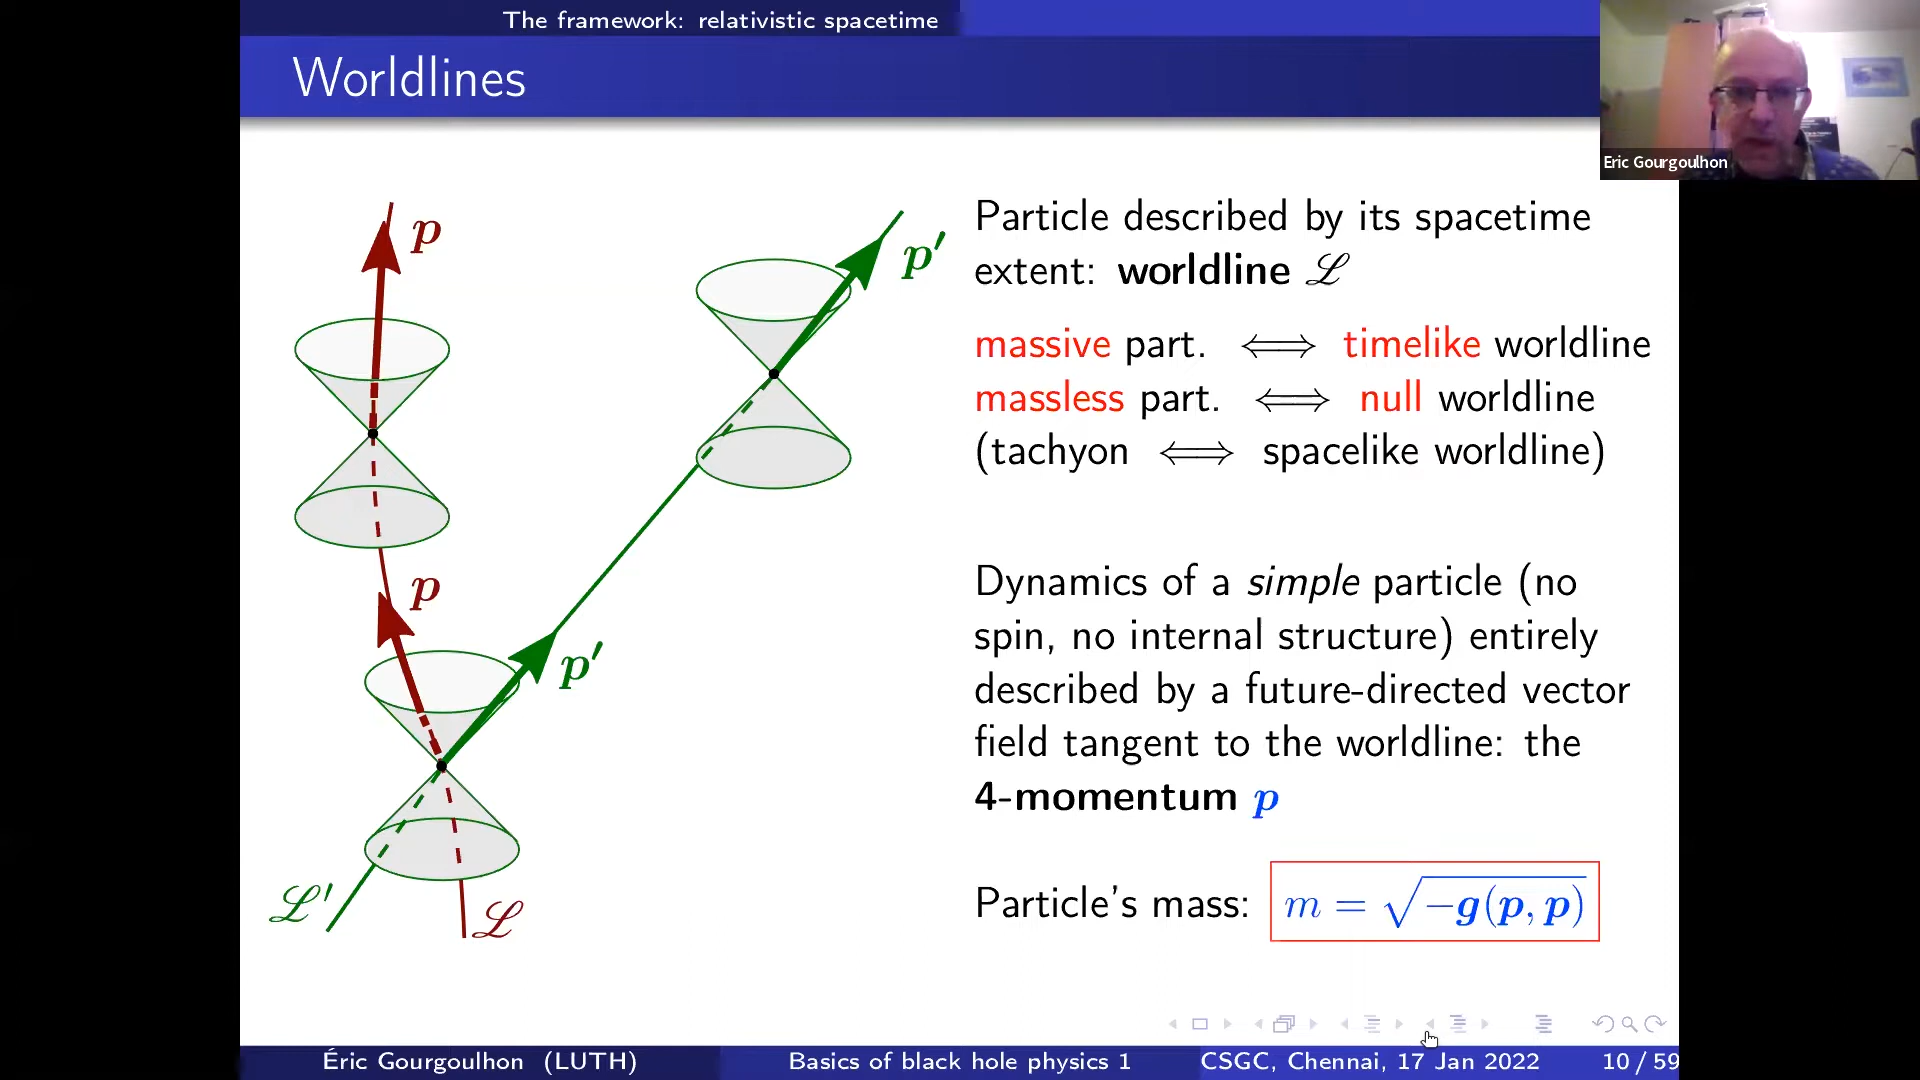 The framework: relativistic spacetime
Worldlines
Eric Gourgoulhon
p
p′
p
p′
ℒ′
ℒ
Particle described by its spacetime
extent: worldline ℒ
massive part. ⟺ timelike worldline
massless part. ⟺ null worldline
(tachyon ⟺ spacelike worldline)
Dynamics of a simple particle (no
spin, no internal structure) entirely
described by a future-directed vector
field tangent to the worldline: the
4-momentum p
Particle's mass: m = √−g(p, p)
Éric Gourgoulhon (LUTH) Basics of black hole physics 1 CSGC, Chennai, 17 Jan 2022 10 / 59